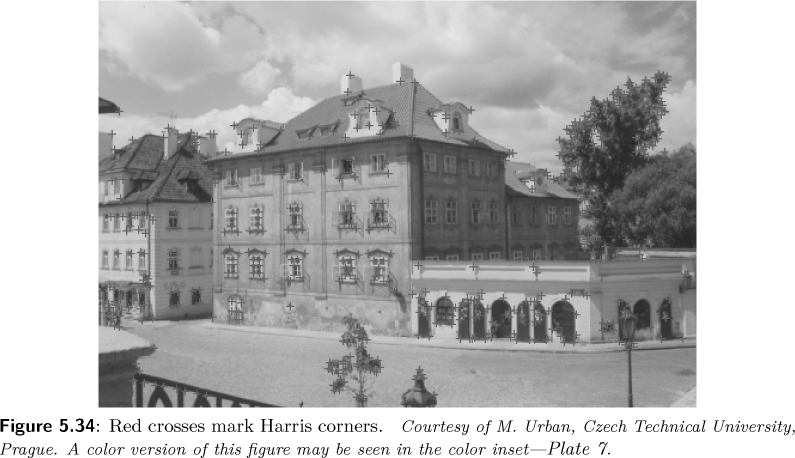 Figure 5.34: Red crosses mark Harris corners. Courtesy of M. Urban, Czech Technical University,
Prague. A color version of this figure may be seen in the color inset—Plate 7.